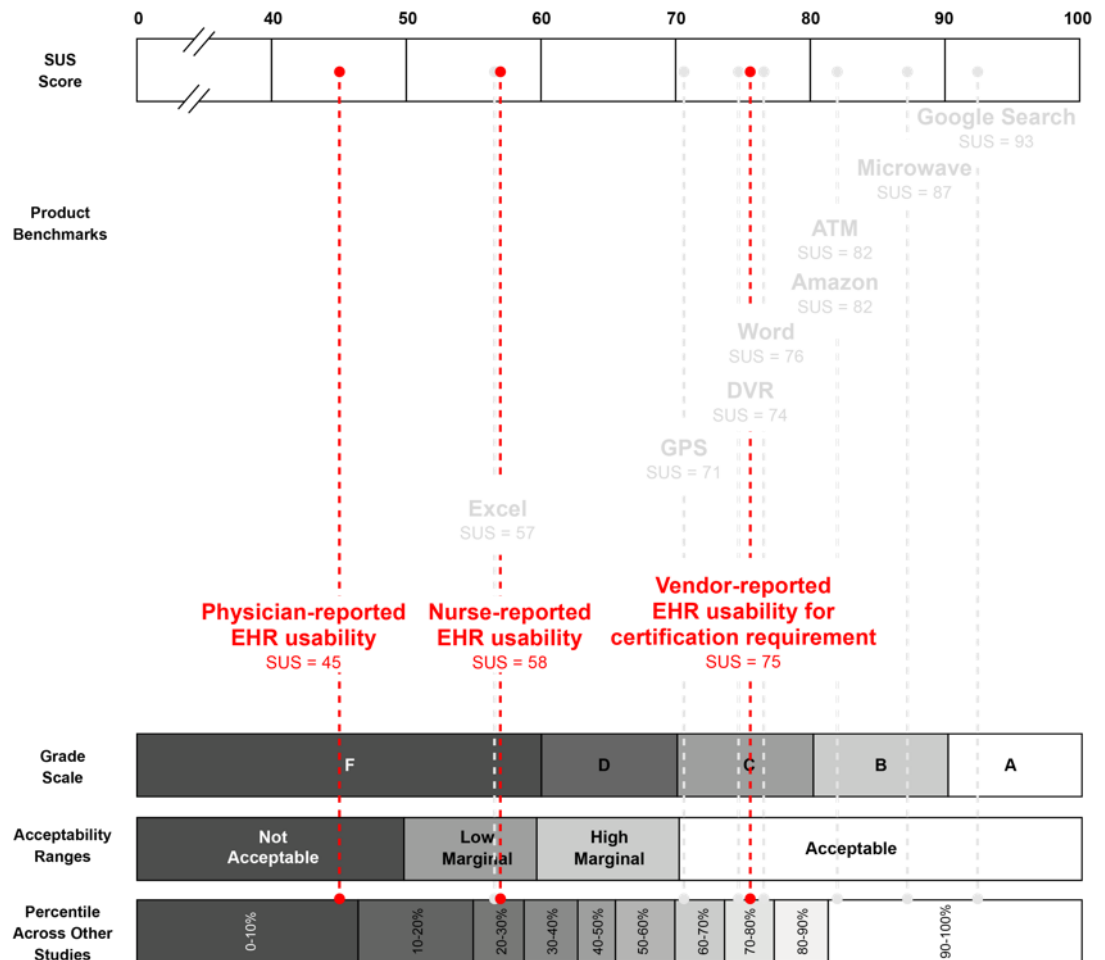 0 40 50 60 70 80 90 100
SUS
Score
Google Search
SUS = 93
Microwave
SUS = 87
Product
Benchmarks
ATM
SUS = 82
Amazon
SUS = 82
Word
SUS = 76
DVR
SUS = 74
GPS
SUS = 71
Excel
SUS = 57
Physician-reported
EHR usability
SUS = 45
Nurse-reported
EHR usability
SUS = 58
Vendor-reported
EHR usability for
certification requirement
SUS = 75
Grade
Scale
F D C B A
Acceptability
Ranges
Not
Acceptable
Low
Marginal
High
Marginal
Acceptable
Percentile
Across Other
Studies
0-10%
10-20%
20-30%
30-40%
40-50%
50-60%
60-70%
70-80%
80-90%
90-100%